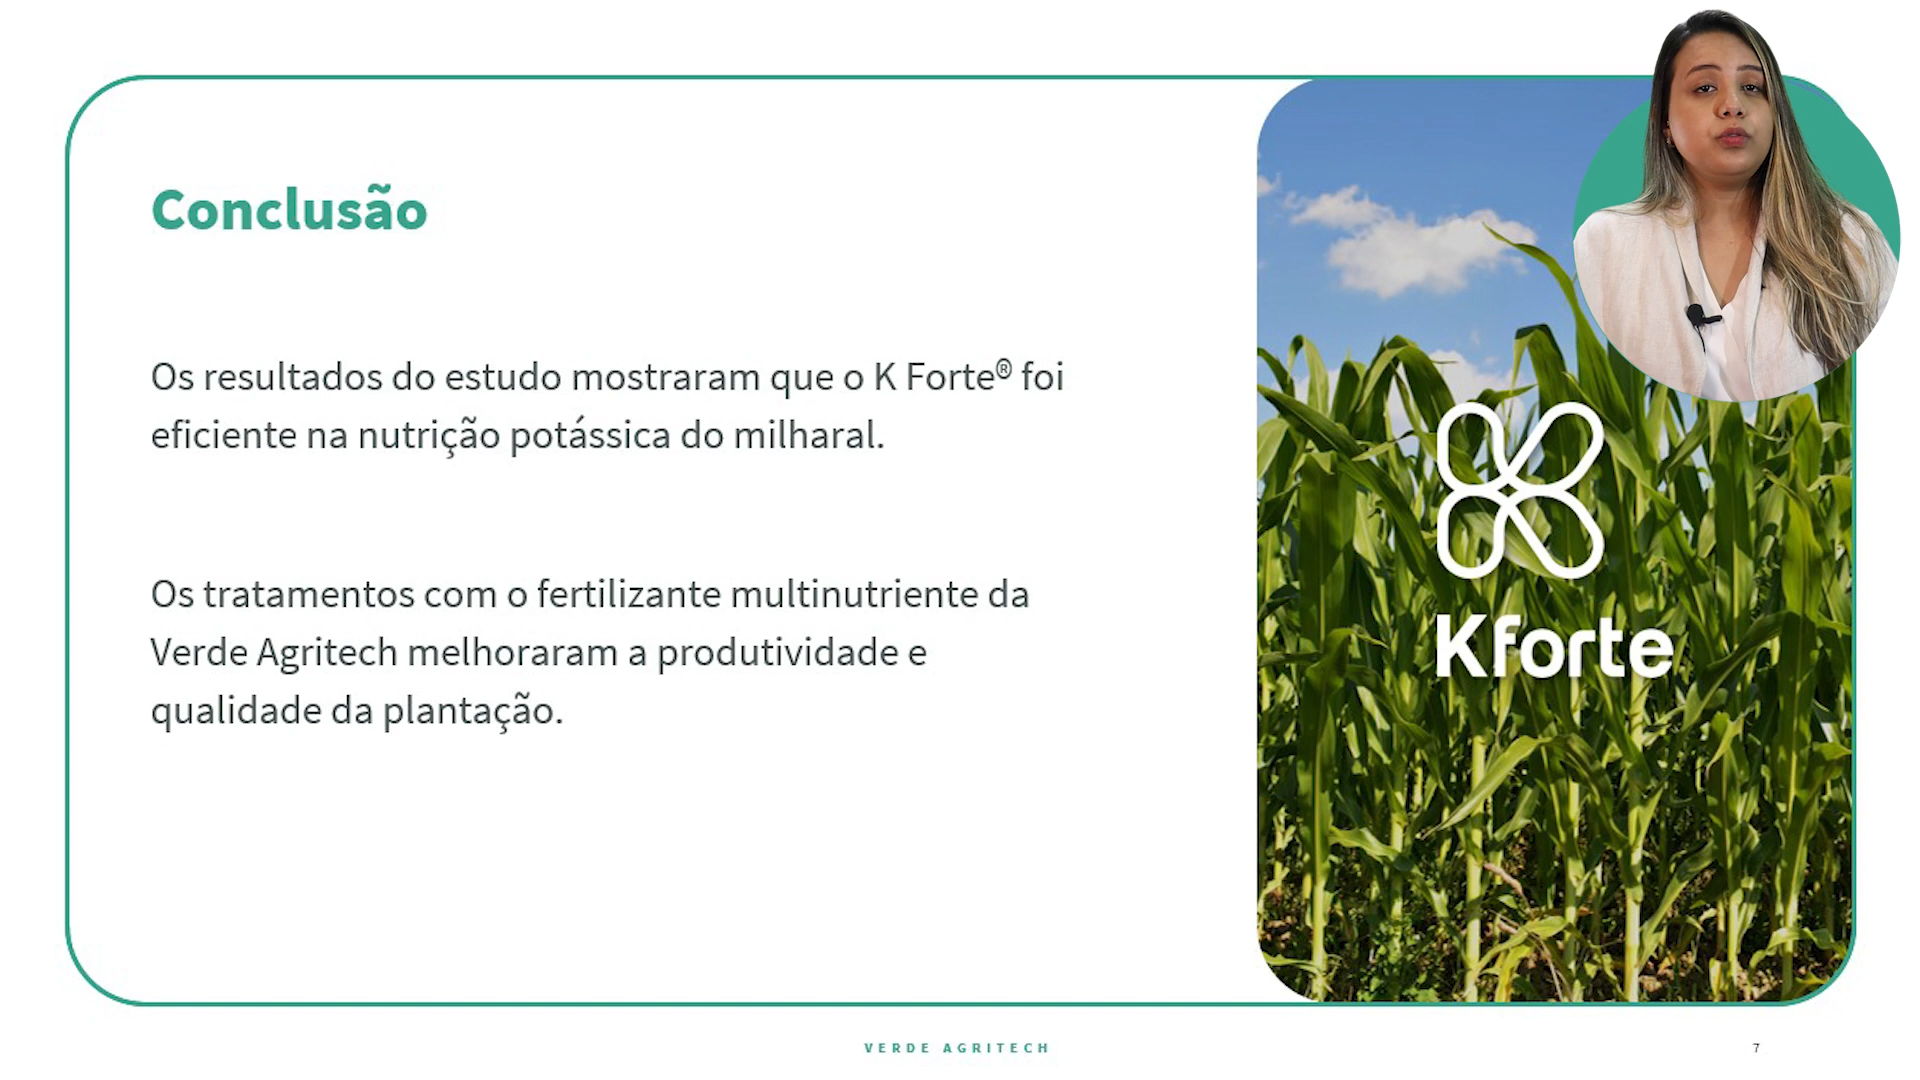 Conclusão
Os resultados do estudo mostraram que o K Forte® foi
eficiente na nutrição potássica do milharal.
Os tratamentos com o fertilizante multinutriente da
Verde Agritech melhoraram a produtividade e
qualidade da plantação.
Kforte
VERDE AGRITECH
7